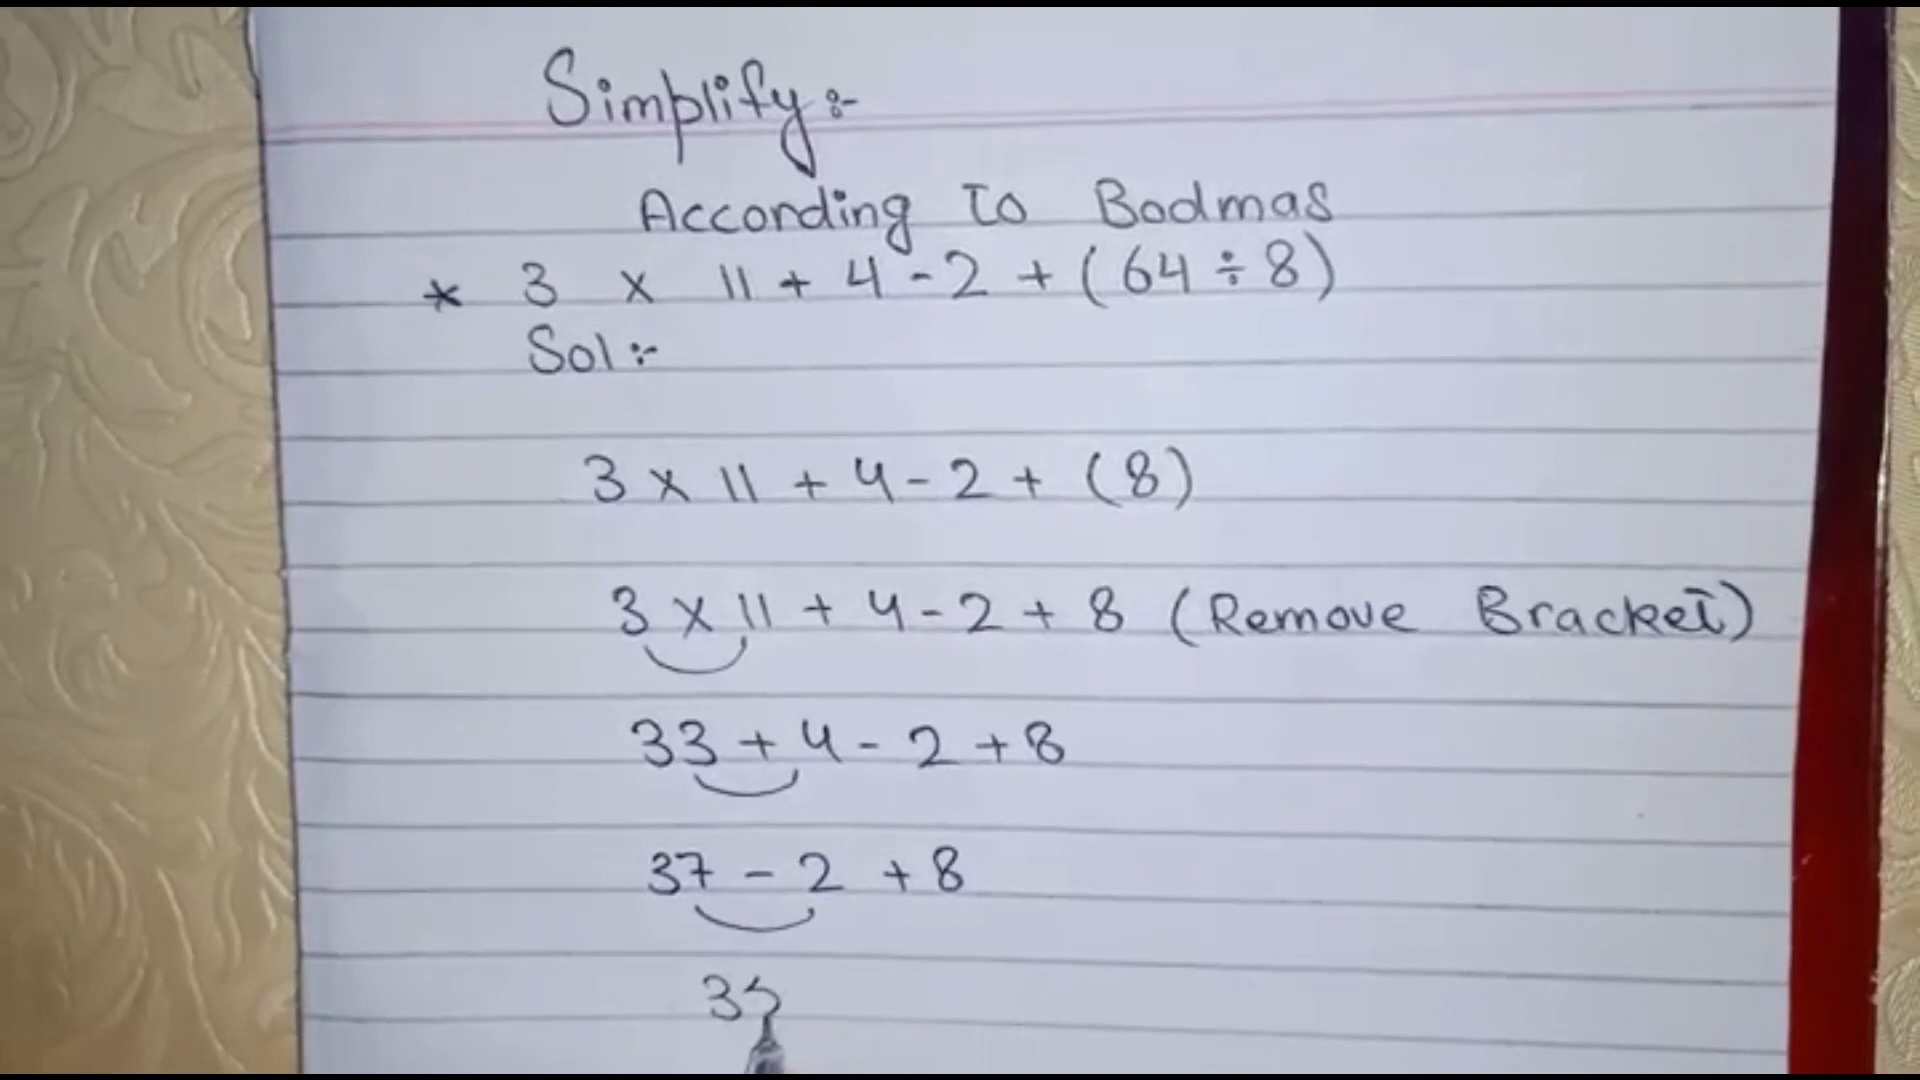 Simplify:-
According to Bodmas
* 3 x 11 + 4 - 2 + (64 ÷ 8)
Sol:-
3 x 11 + 4 - 2 + (8)
3 x 11 + 4 - 2 + 8 (Remove Bracket)
33 + 4 - 2 + 8
37 - 2 + 8
35